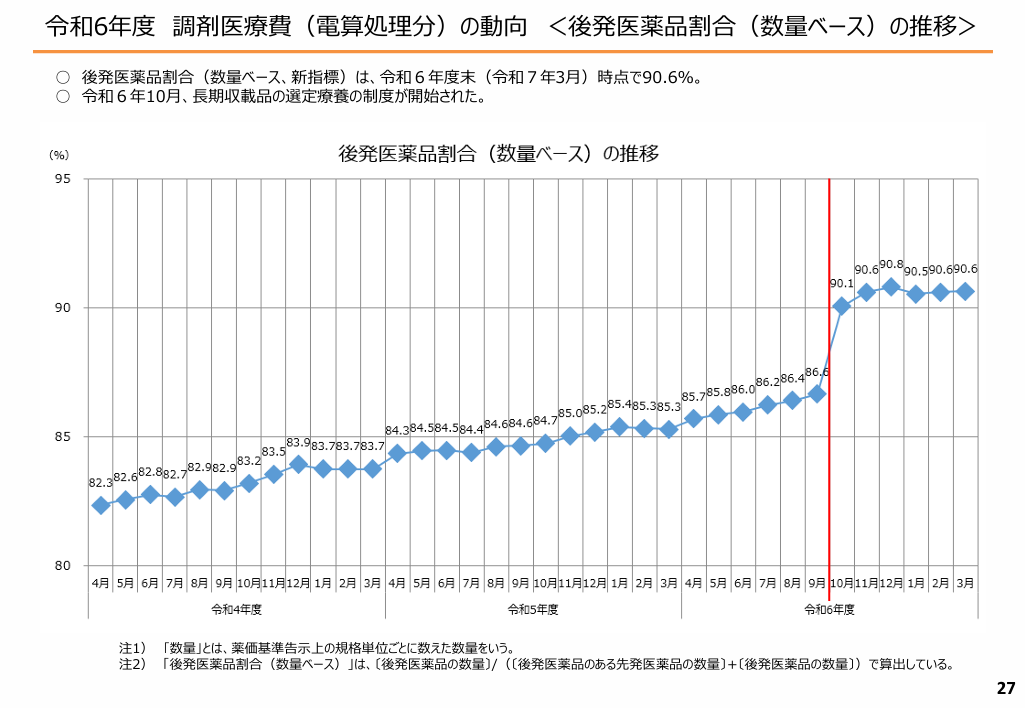 令和6年度　調剤医療費（電算処理分）の動向　＜後発医薬品割合（数量ベース）の推移＞
○　後発医薬品割合（数量ベース、新指標）は、令和６年度末（令和７年3月）時点で90.6%。
○　令和６年10月、長期収載品の選定療養の制度が開始された。
(%)
後発医薬品割合（数量ベース）の推移
95
90
85
80
82.3 82.6 82.8 82.7 82.9 82.9 83.2 83.5 83.9 83.7 83.7 83.7 84.3 84.5 84.5 84.4 84.6 84.6 84.7 85.0 85.2 85.4 85.3 85.3 85.7 85.8 86.0 86.2 86.4 86.6 90.1 90.6 90.8 90.5 90.6 90.6
4月 5月 6月 7月 8月 9月 10月 11月 12月 1月 2月 3月 4月 5月 6月 7月 8月 9月 10月 11月 12月 1月 2月 3月 4月 5月 6月 7月 8月 9月 10月 11月 12月 1月 2月 3月
令和4年度 令和5年度 令和6年度
注1）　「数量」とは、薬価基準告示上の規格単位ごとに数えた数量をいう。
注2）　「後発医薬品割合（数量ベース）」は、〔後発医薬品の数量〕/（〔後発医薬品のある先発医薬品の数量〕+〔後発医薬品の数量〕）で算出している。
27